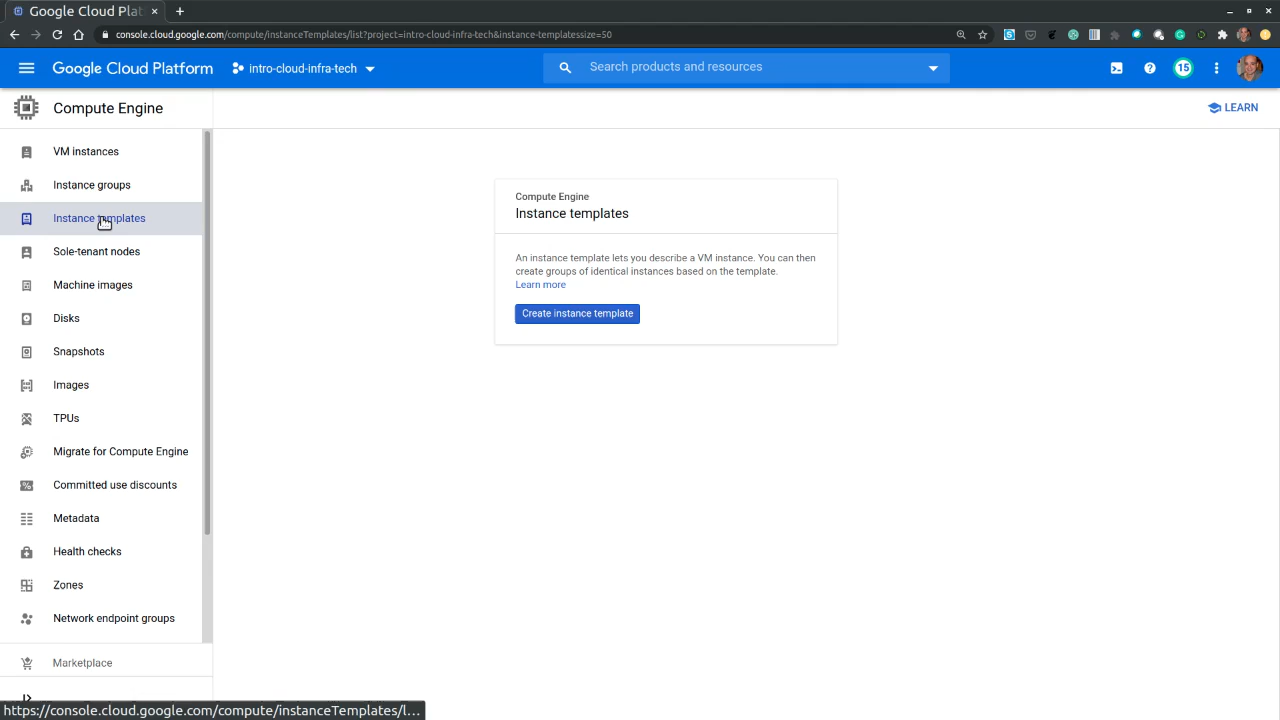 Google Cloud Plat
console.cloud.google.com/compute/instanceTemplates/list?project=intro-cloud-infra-tech&instance-templatessize=50
Google Cloud Platform
intro-cloud-infra-tech
Search products and resources
15
Compute Engine
LEARN
VM instances
Instance groups
Instance templates
Sole-tenant nodes
Machine images
Disks
Snapshots
Images
TPUs
Migrate for Compute Engine
Committed use discounts
Metadata
Health checks
Zones
Network endpoint groups
Marketplace
Compute Engine
Instance templates
An instance template lets you describe a VM instance. You can then
create groups of identical instances based on the template.
Learn more
Create instance template
https://console.cloud.google.com/compute/instanceTemplates/l...